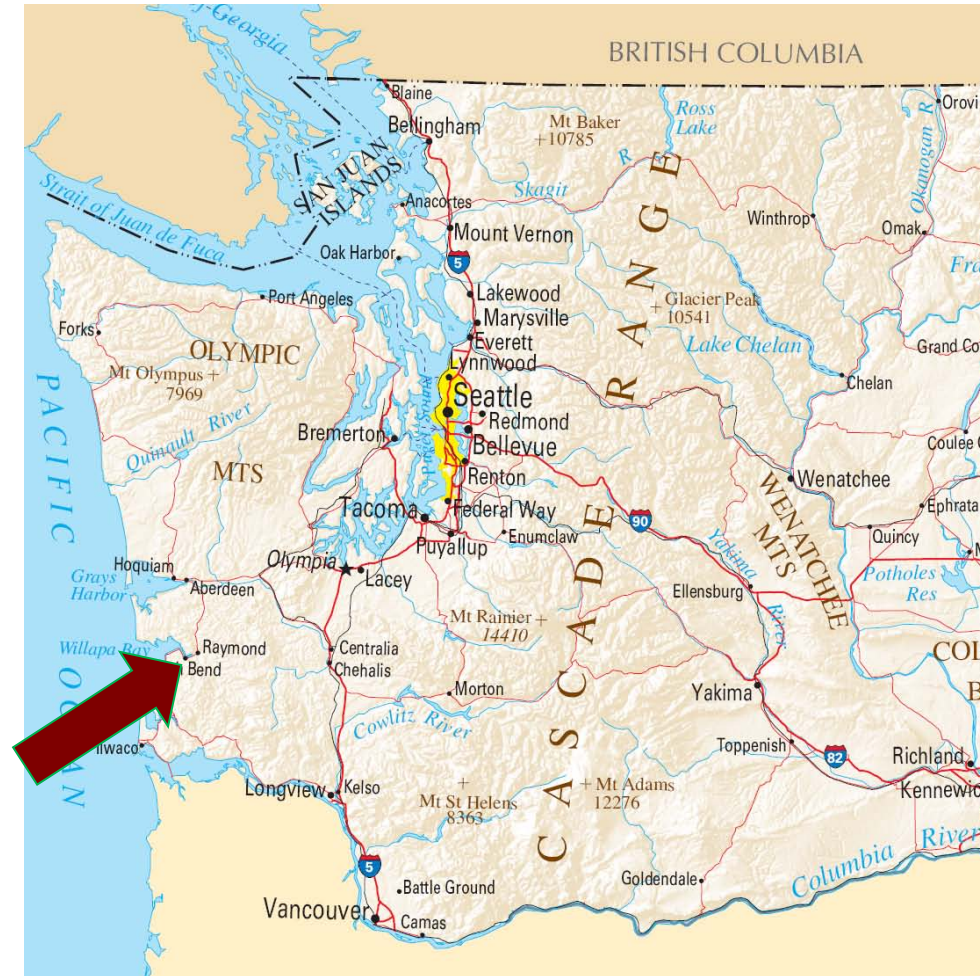 of-Georgia
BRITISH COLUMBIA
Blaine
Bellingham
Mt Baker
+10785
Ross
Lake
Okanogan R
Orovi
SAN JUAN
ISLANDS
Strait of Juan de Fuca
Anacortes
Skagit R
Winthrop
Omak
Mount Vernon
Oak Harbor
5
Fra
Port Angeles
Lakewood
Glacier Peak
10541
Marysville
Everett
Forks
OLYMPIC
MTS
Lake Chelan
Grand Co
Lynnwood
Mt Olympus +
7969
Chelan
Seattle
Redmond
PACIFIC
OCEAN
Puget Sound
Quinault River
Bremerton
Bellevue
Coulee C
Renton
Wenatchee
WENATCHEE
MTS
Tacoma
Federal Way
90
Ephrata
Puyallup
Enumclaw
Quincy
Olympia
Lacey
Yakima River
Hoquiam
Grays
Harbor
Aberdeen
Ellensburg
Potholes
Res
CASCADE RANGE
Mt Rainier +
14410
Willapa Bay
Raymond
Bend
Centralia
Chehalis
COL
B
Morton
Yakima
Cowlitz River
Ilwaco
Toppenish
82
Richland
Kennewic
Longview
Kelso
Mt St Helens
8363
+ Mt Adams
12276
5
Battle Ground
Goldendale
Columbia River
Vancouver
Camas